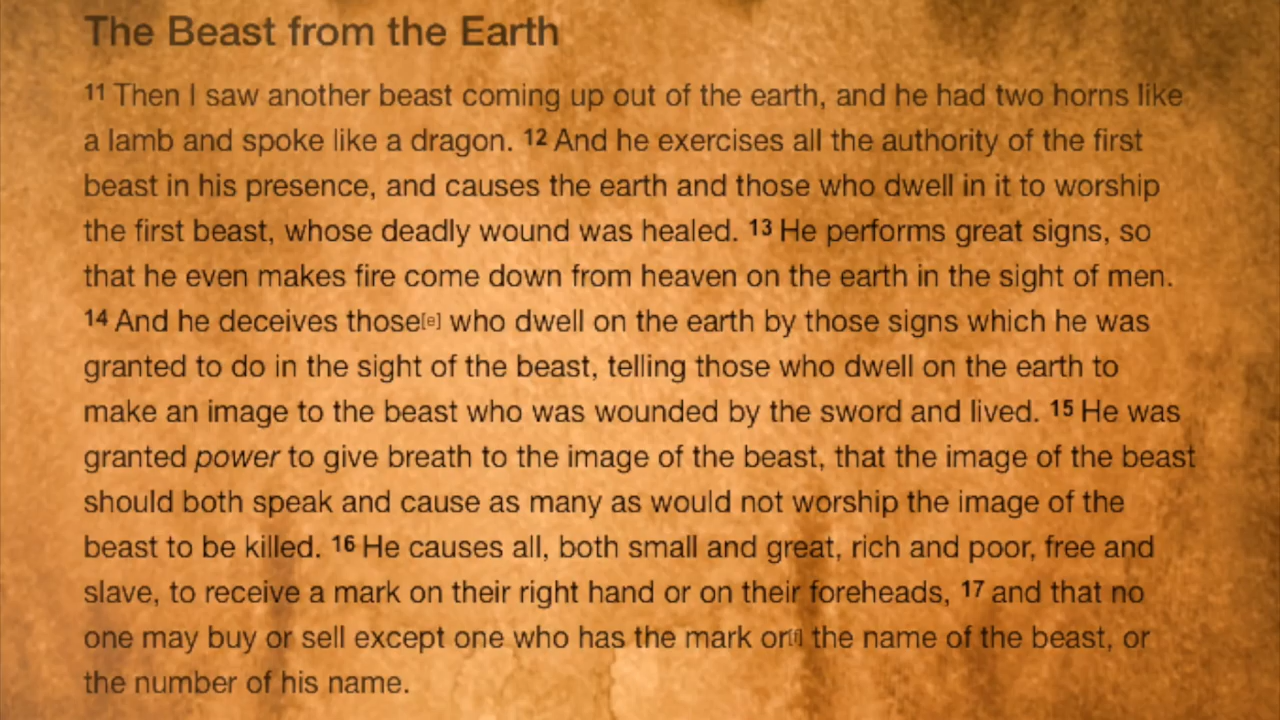 The Beast from the Earth
11 Then I saw another beast coming up out of the earth, and he had two horns like
a lamb and spoke like a dragon. 12 And he exercises all the authority of the first
beast in his presence, and causes the earth and those who dwell in it to worship
the first beast, whose deadly wound was healed. 13 He performs great signs, so
that he even makes fire come down from heaven on the earth in the sight of men.
14 And he deceives those[e] who dwell on the earth by those signs which he was
granted to do in the sight of the beast, telling those who dwell on the earth to
make an image to the beast who was wounded by the sword and lived. 15 He was
granted power to give breath to the image of the beast, that the image of the beast
should both speak and cause as many as would not worship the image of the
beast to be killed. 16 He causes all, both small and great, rich and poor, free and
slave, to receive a mark on their right hand or on their foreheads, 17 and that no
one may buy or sell except one who has the mark or[f] the name of the beast, or
the number of his name.